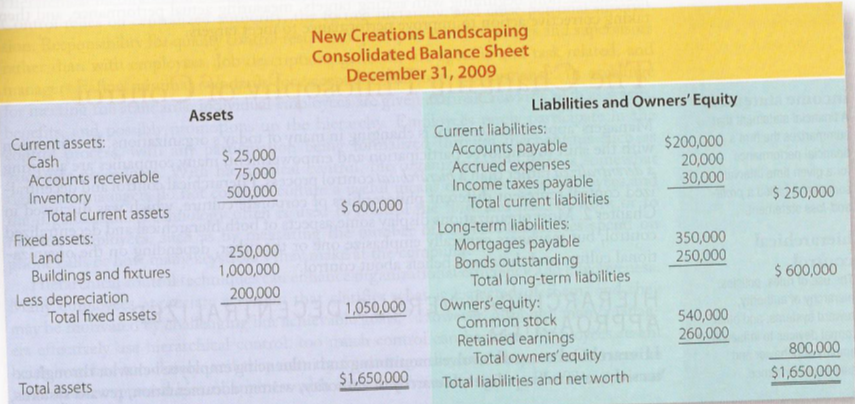 New Creations Landscaping
Consolidated Balance Sheet
December 31, 2009
Assets
Current assets:
Cash $ 25,000
Accounts receivable 75,000
Inventory 500,000
Total current assets $ 600,000
Fixed assets:
Land 250,000
Buildings and fixtures 1,000,000
Less depreciation 200,000
Total fixed assets 1,050,000
Total assets $1,650,000
Liabilities and Owners' Equity
Current liabilities:
Accounts payable $200,000
Accrued expenses 20,000
Income taxes payable 30,000
Total current liabilities $ 250,000
Long-term liabilities:
Mortgages payable 350,000
Bonds outstanding 250,000
Total long-term liabilities $ 600,000
Owners' equity:
Common stock 540,000
Retained earnings 260,000
Total owners' equity 800,000
Total liabilities and net worth $1,650,000